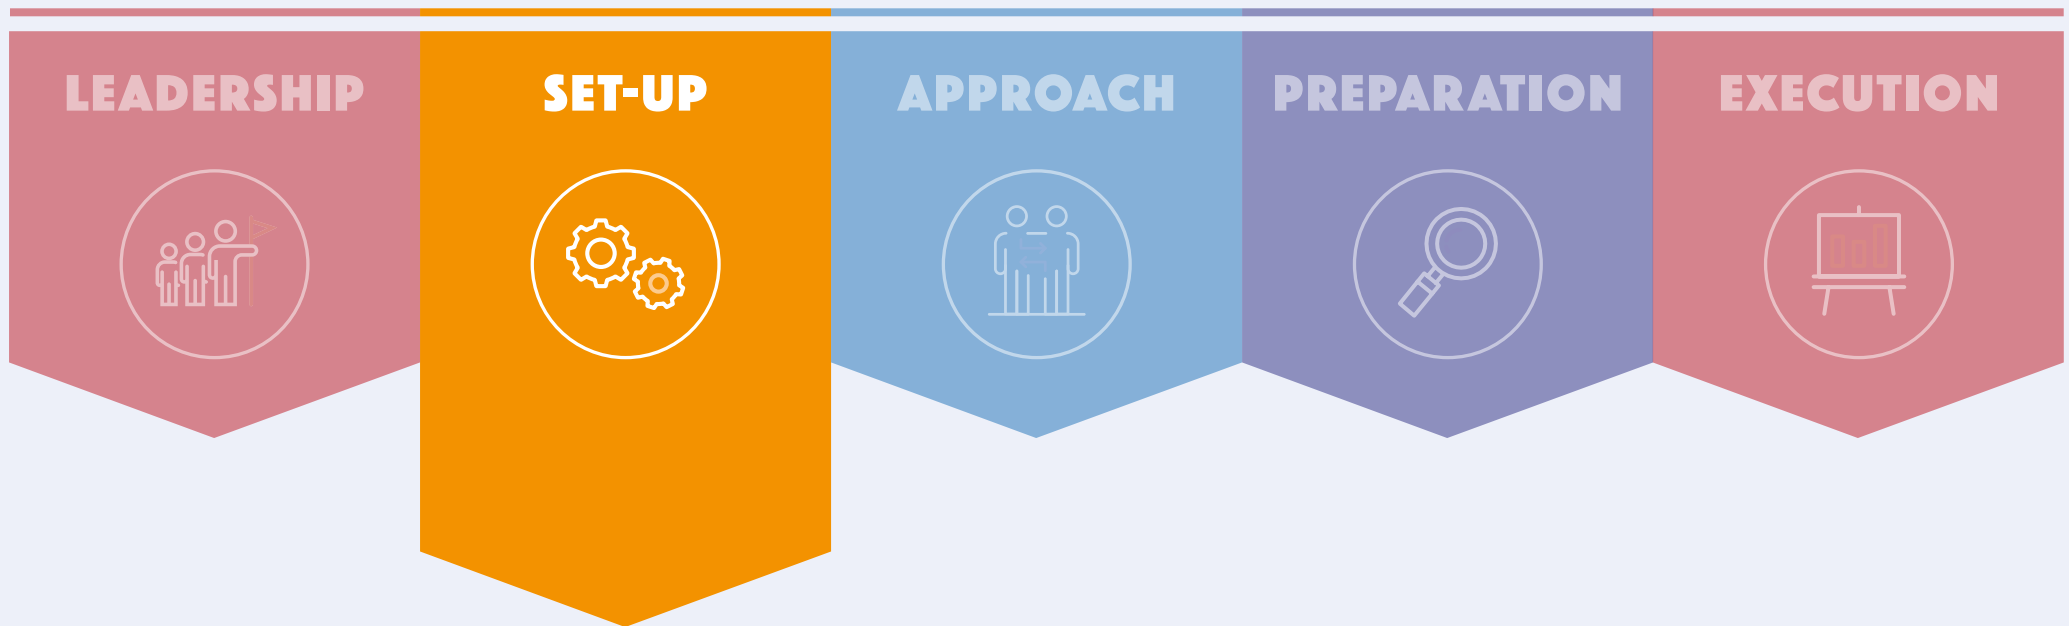 LEADERSHIP
SET-UP
APPROACH
PREPARATION
EXECUTION